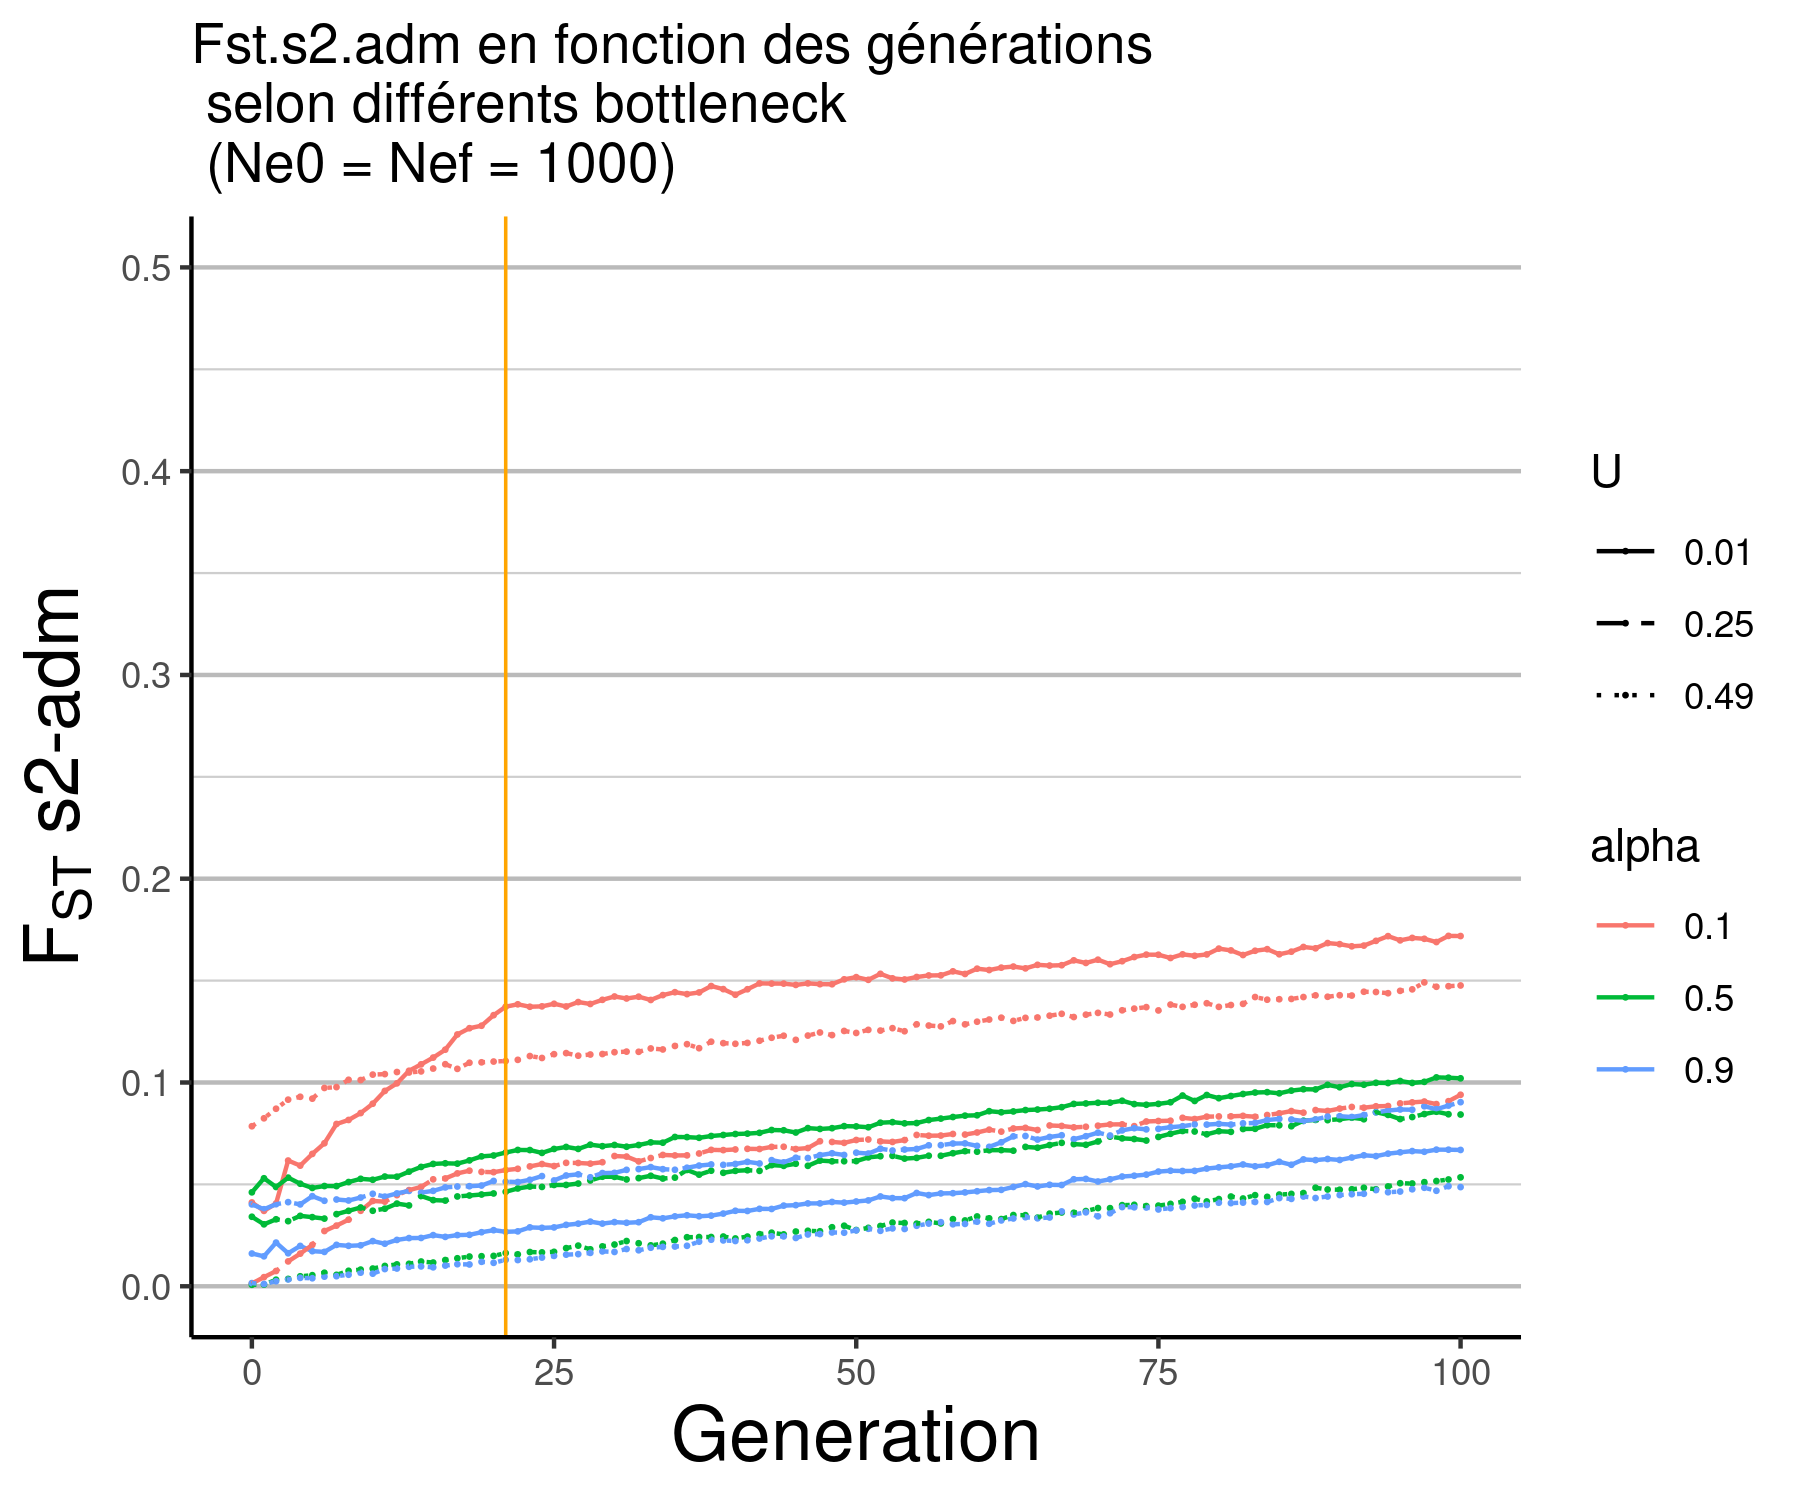 Fst.s2.adm en fonction des générations
selon différents bottleneck
(Ne0 = Nef = 1000)
FST s2-adm
0.5
0.4
0.3
0.2
0.1
0.0
0
25
50
75
100
Generation
U
0.01
0.25
0.49
alpha
0.1
0.5
0.9